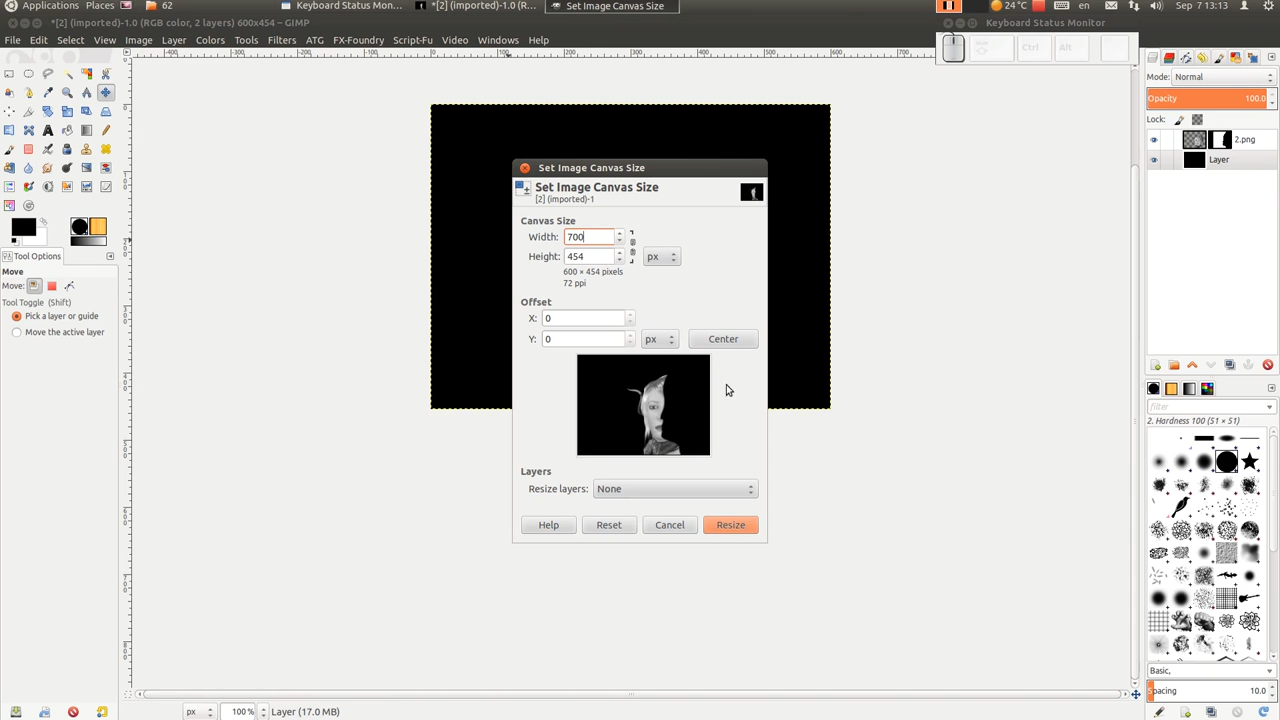 Applications Places 62 Keyboard Status Mon... *[2] (imported)-1.0 (R... Set Image Canvas Size 24 °C en Sep 7 13:13
*[2] (imported)-1.0 (RGB color, 2 layers) 600x454 – GIMP
Keyboard Status Monitor
File Edit Select View Image Layer Colors Tools Filters ATG FX-Foundry Script-Fu Video Windows Help
Ctrl Alt
Mode: Normal
Opacity 100.0
Lock:
2.png
Layer
Set Image Canvas Size
Set Image Canvas Size
[2] (imported)-1
Canvas Size
Width: 700
Height: 454 px
600 × 454 pixels
72 ppi
Offset
X: 0
Y: 0 px Center
Layers
Resize layers: None
Help Reset Cancel Resize
Tool Options
Move
Move:
Tool Toggle (Shift)
Pick a layer or guide
Move the active layer
filter
2. Hardness 100 (51 × 51)
Basic,
Spacing 10.0
px 100 % Layer (17.0 MB)